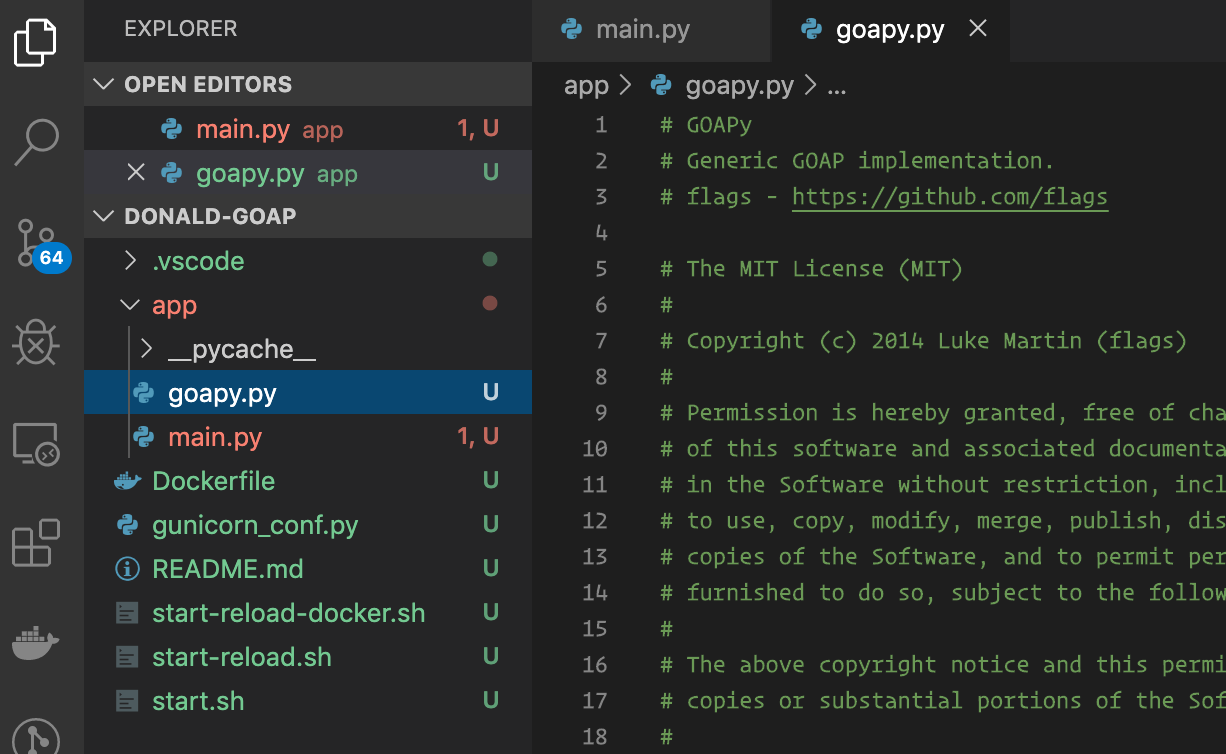 EXPLORER
OPEN EDITORS
main.py app 1, U
goapy.py app U
DONALD-GOAP
.vscode
app
__pycache__
goapy.py U
main.py 1, U
Dockerfile U
gunicorn_conf.py U
README.md U
start-reload-docker.sh U
start-reload.sh U
start.sh U
64
main.py
goapy.py
app > goapy.py > ...
1 # GOAPy
2 # Generic GOAP implementation.
3 # flags - https://github.com/flags
4
5 # The MIT License (MIT)
6 #
7 # Copyright (c) 2014 Luke Martin (flags)
8 #
9 # Permission is hereby granted, free of cha
10 # of this software and associated documenta
11 # in the Software without restriction, incl
12 # to use, copy, modify, merge, publish, dis
13 # copies of the Software, and to permit per
14 # furnished to do so, subject to the follow
15 #
16 # The above copyright notice and this permi
17 # copies or substantial portions of the Sof
18 #